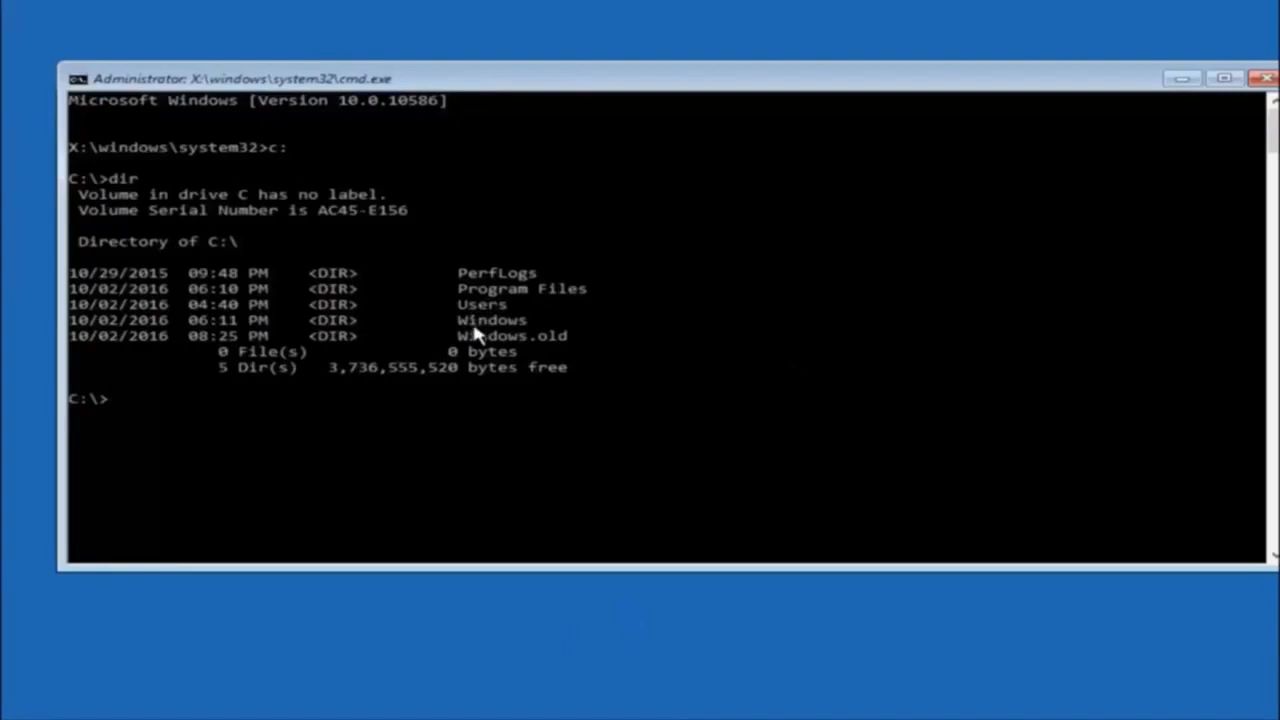 Administrator: X:\windows\system32\cmd.exe
Microsoft Windows [Version 10.0.10586]
X:\windows\system32>c:
C:\>dir
Volume in drive C has no label.
Volume Serial Number is AC45-E156
Directory of C:\
10/29/2015 09:48 PM <DIR> PerfLogs
10/02/2016 06:10 PM <DIR> Program Files
10/02/2016 04:40 PM <DIR> Users
10/02/2016 06:11 PM <DIR> Windows
10/02/2016 08:25 PM <DIR> Windows.old
0 File(s) 0 bytes
5 Dir(s) 3,736,555,520 bytes free
C:\>